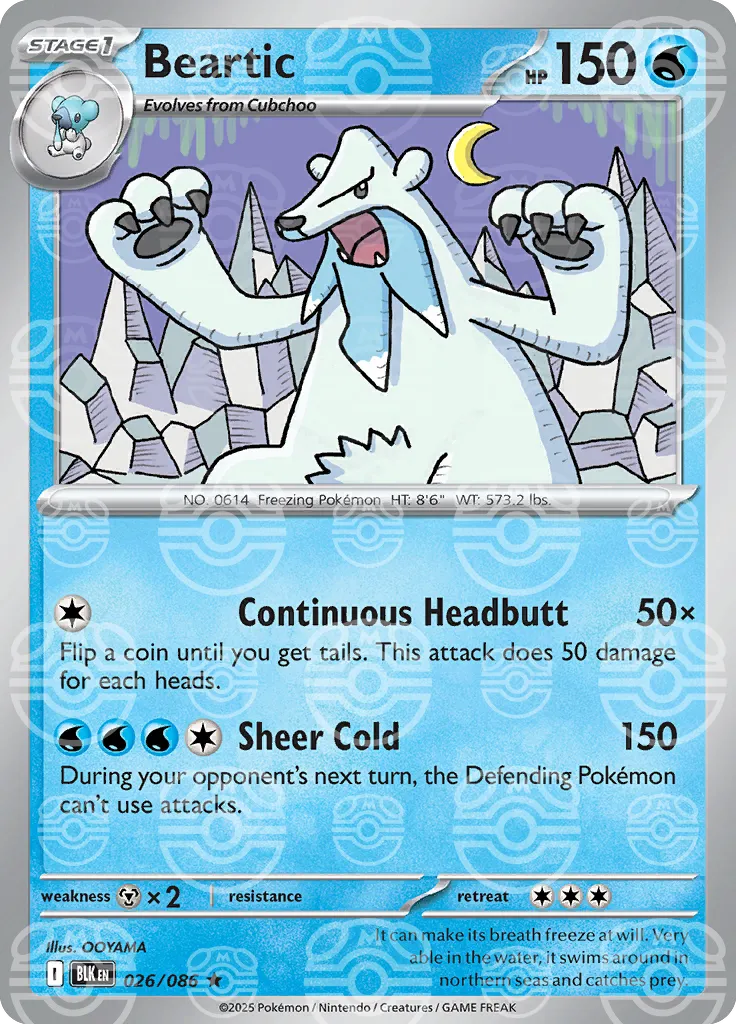 STAGE 1
Beartic
HP 150
Evolves from Cubchoo
NO. 0614 Freezing Pokémon HT: 8'6" WT: 573.2 lbs.
Continuous Headbutt 50×
Flip a coin until you get tails. This attack does 50 damage
for each heads.
Sheer Cold 150
During your opponent's next turn, the Defending Pokémon
can't use attacks.
weakness ×2 resistance retreat
Illus. OOYAMA
It can make its breath freeze at will. Very
able in the water, it swims around in
northern seas and catches prey.
I BLK EN 026/086 ★
©2025 Pokémon / Nintendo / Creatures / GAME FREAK